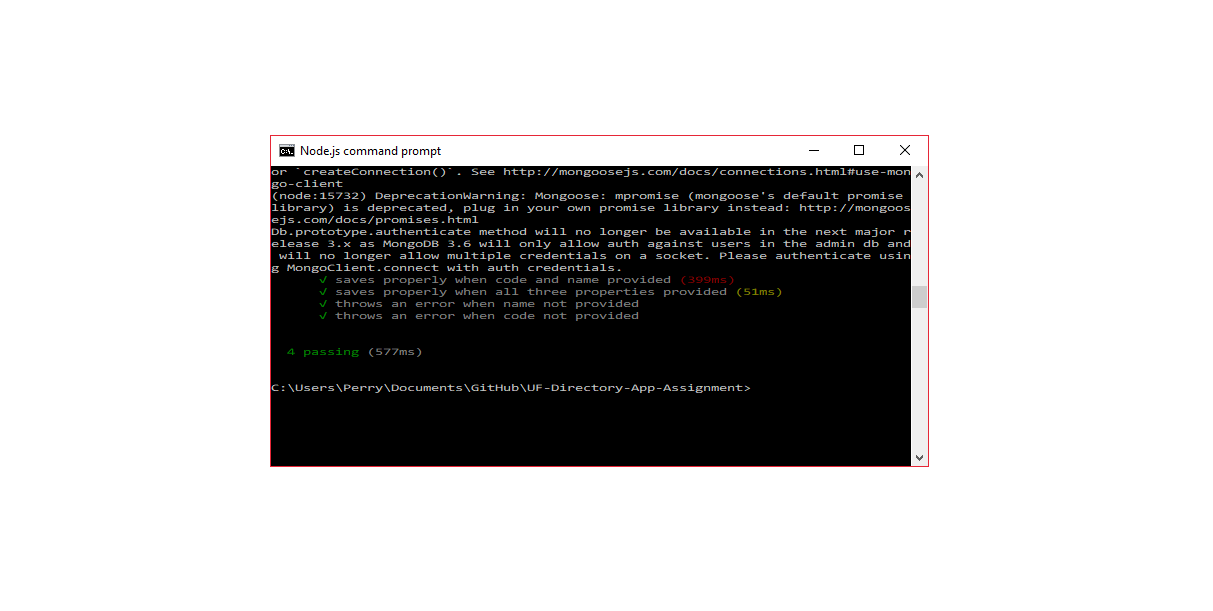 Node.js command prompt
or `createConnection()`. See http://mongoosejs.com/docs/connections.html#use-mon
go-client
(node:15732) DeprecationWarning: Mongoose: mpromise (mongoose's default promise
library) is deprecated, plug in your own promise library instead: http://mongoos
ejs.com/docs/promises.html
Db.prototype.authenticate method will no longer be available in the next major r
elease 3.x as MongoDB 3.6 will only allow auth against users in the admin db and
 will no longer allow multiple credentials on a socket. Please authenticate usin
g MongoClient.connect with auth credentials.
√ saves properly when code and name provided (399ms)
√ saves properly when all three properties provided (51ms)
√ throws an error when name not provided
√ throws an error when code not provided
4 passing (577ms)
C:\Users\Perry\Documents\GitHub\UF-Directory-App-Assignment>